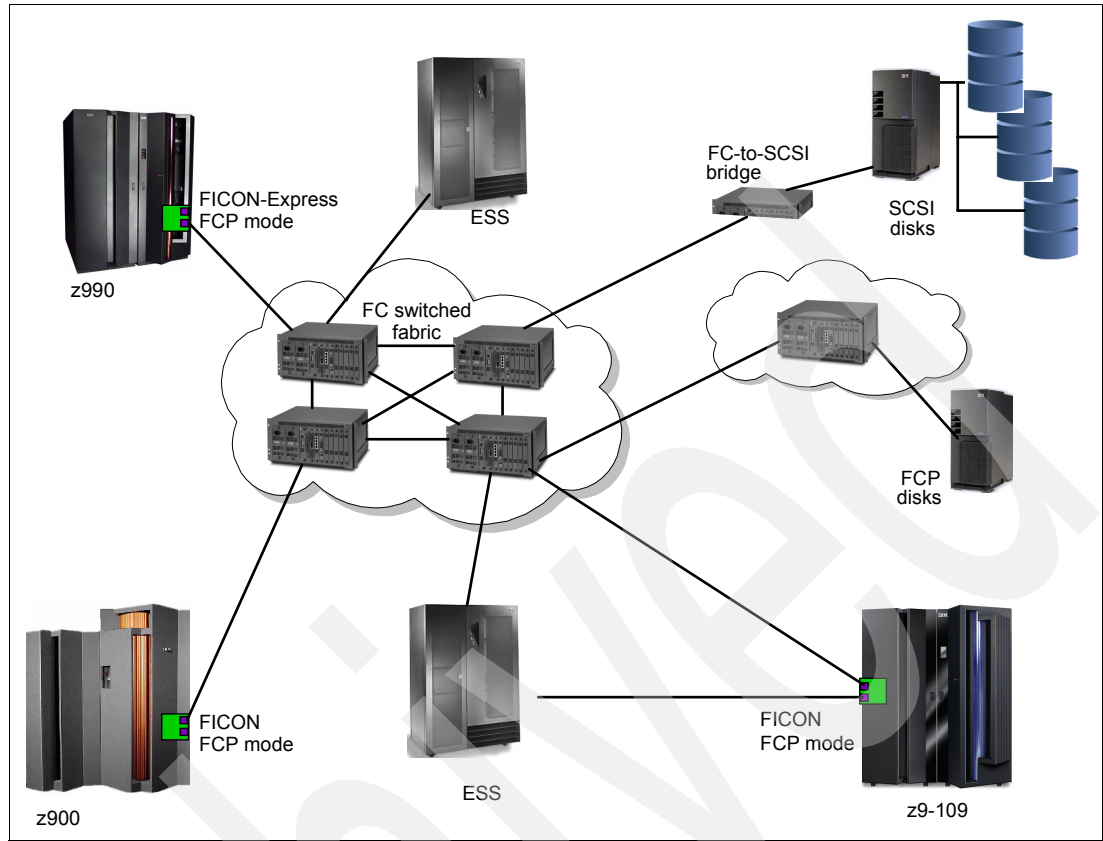 ESS
FICON-Express
FCP mode
z990
FC-to-SCSI
bridge
SCSI
disks
FC switched
fabric
FCP
disks
FICON
FCP mode
z900
ESS
FICON
FCP mode
z9-109